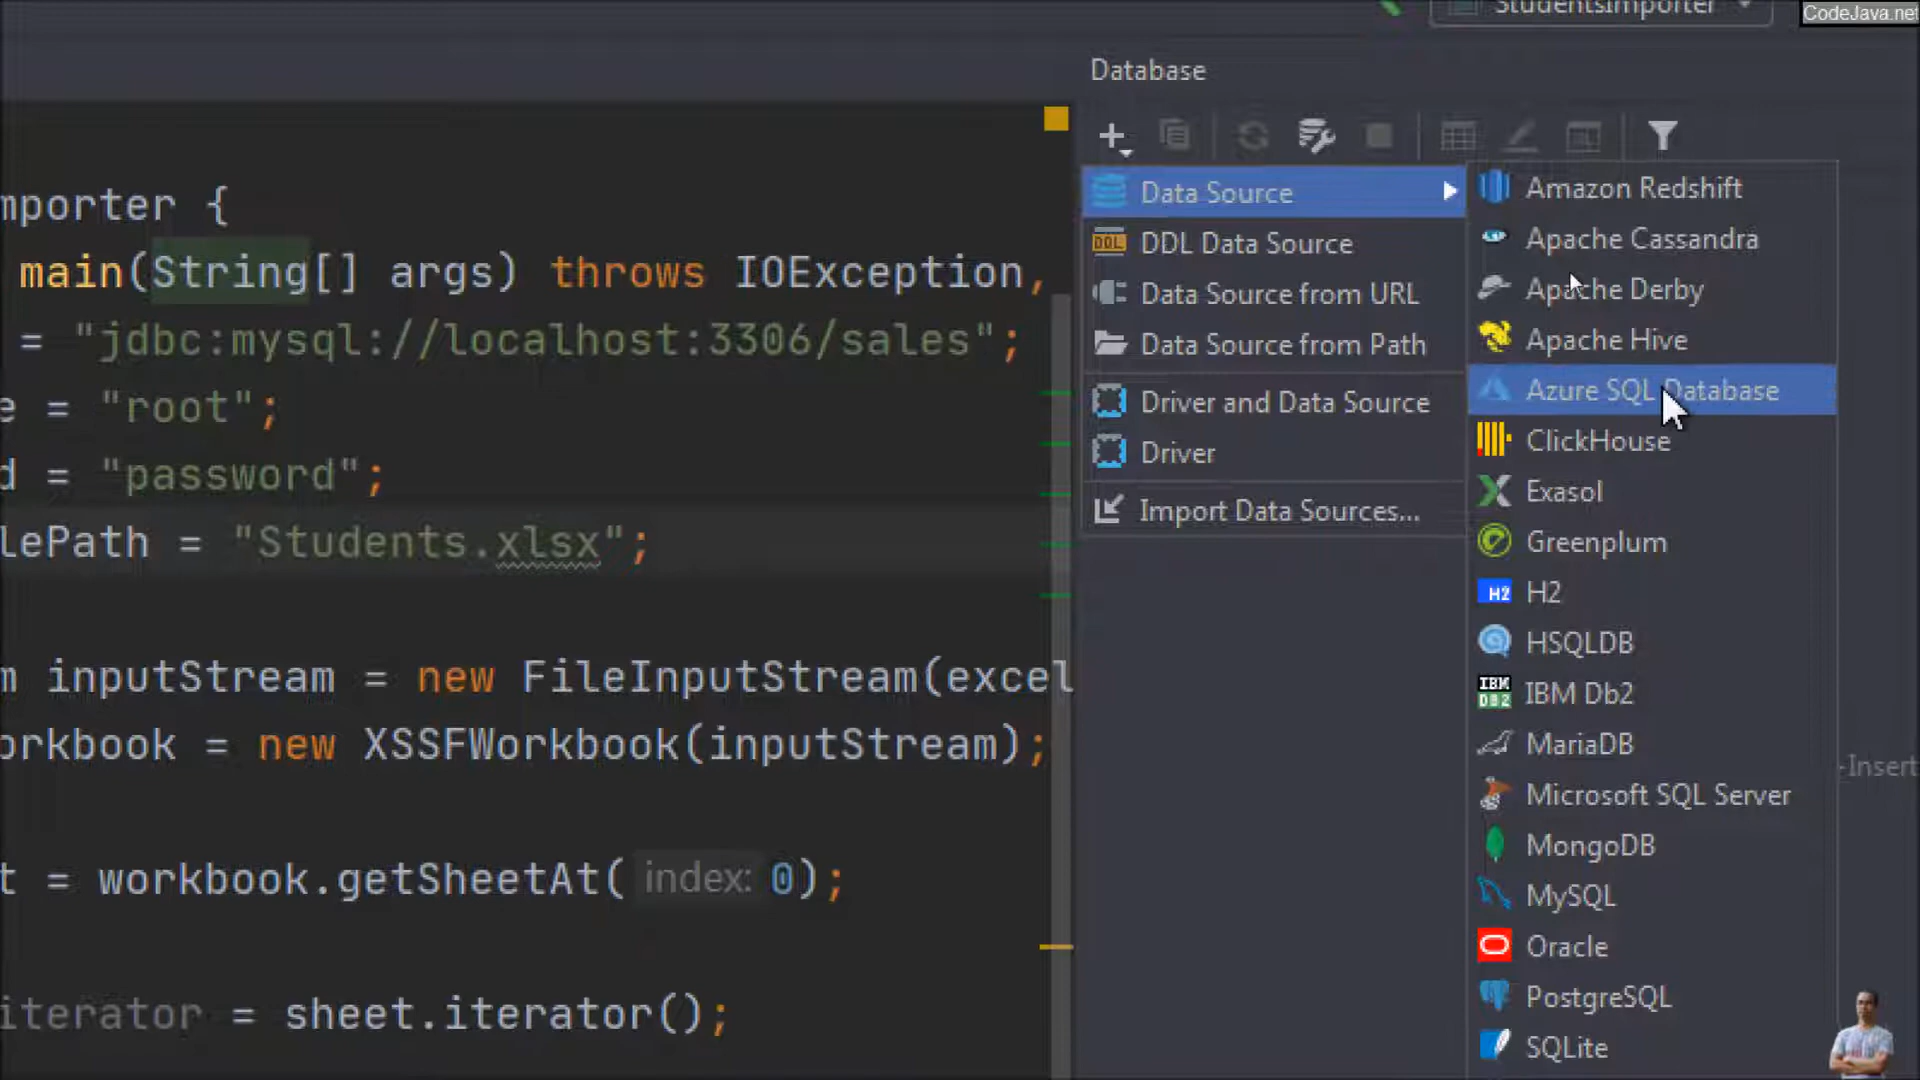 StudentsImporter
CodeJava.net
Database
mporter {
main(String[] args) throws IOException,
= "jdbc:mysql://localhost:3306/sales";
e = "root";
d = "password";
lePath = "Students.xlsx";
m inputStream = new FileInputStream(excel
orkbook = new XSSFWorkbook(inputStream);
t = workbook.getSheetAt( index: 0);
iterator = sheet.iterator();
Data Source
DDL Data Source
DDL
Data Source from URL
Data Source from Path
Driver and Data Source
Driver
Import Data Sources...
Amazon Redshift
Apache Cassandra
Apache Derby
Apache Hive
Azure SQL Database
ClickHouse
Exasol
Greenplum
H2 H2
HSQLDB
IBM DB2 IBM Db2
MariaDB
Microsoft SQL Server
MongoDB
MySQL
Oracle
PostgreSQL
SQLite
-Insert